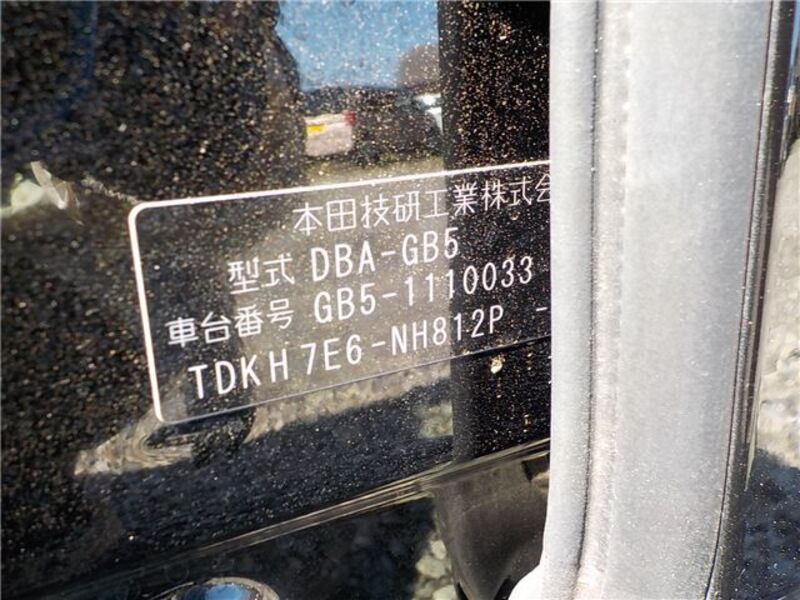 本田技研工業株式会
型式 DBA-GB5
車台番号 GB5-1110033
TDKH7E6-NH812P -